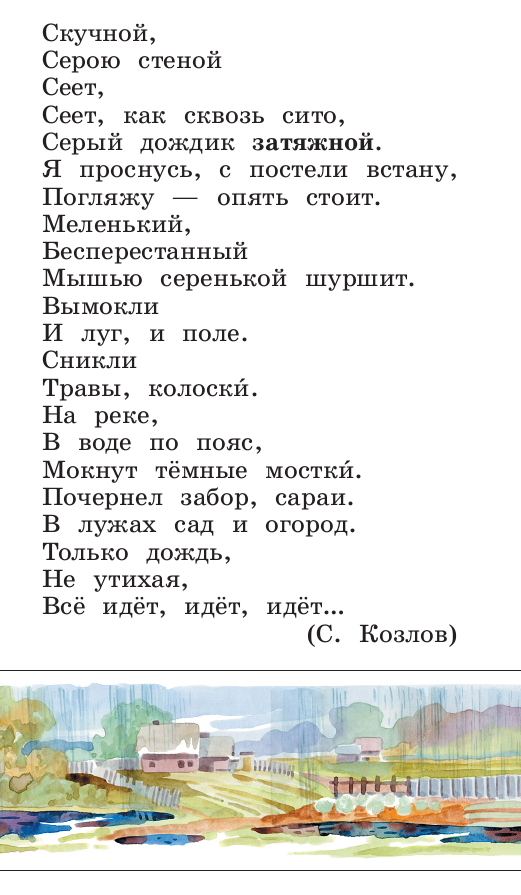 Скучной,
Серою стеной
Сеет,
Сеет, как сквозь сито,
Серый дождик затяжной.
Я проснусь, с постели встану,
Погляжу — опять стоит.
Меленький,
Бесперестанный
Мышью серенькой шуршит.
Вымокли
И луг, и поле.
Сникли
Травы, колоски́.
На реке,
В воде по пояс,
Мокнут тёмные мостки́.
Почернел забор, сараи.
В лужах сад и огород.
Только дождь,
Не утихая,
Всё идёт, идёт, идёт...
(С. Козлов)